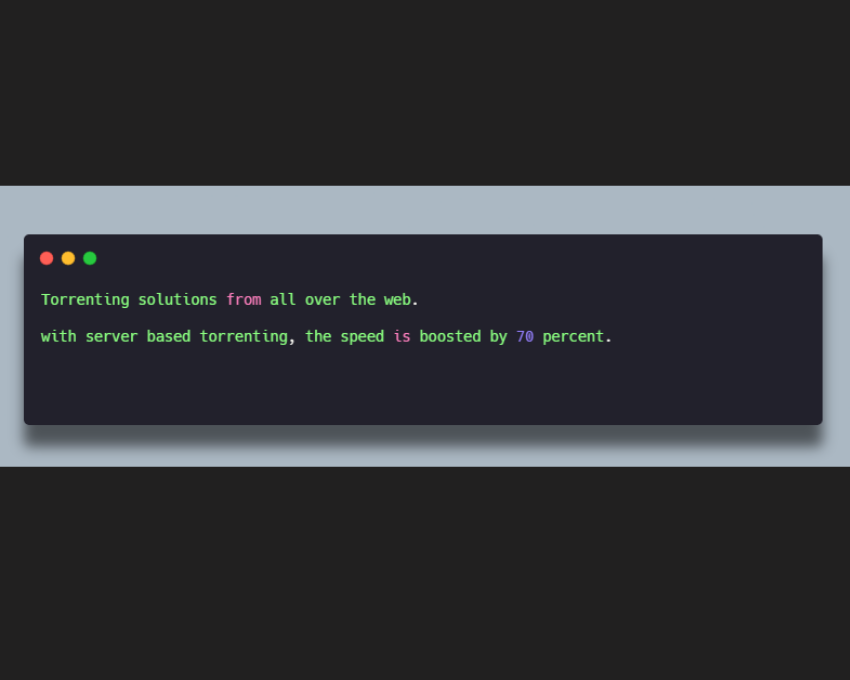 Torrenting solutions from all over the web.
with server based torrenting, the speed is boosted by 70 percent.